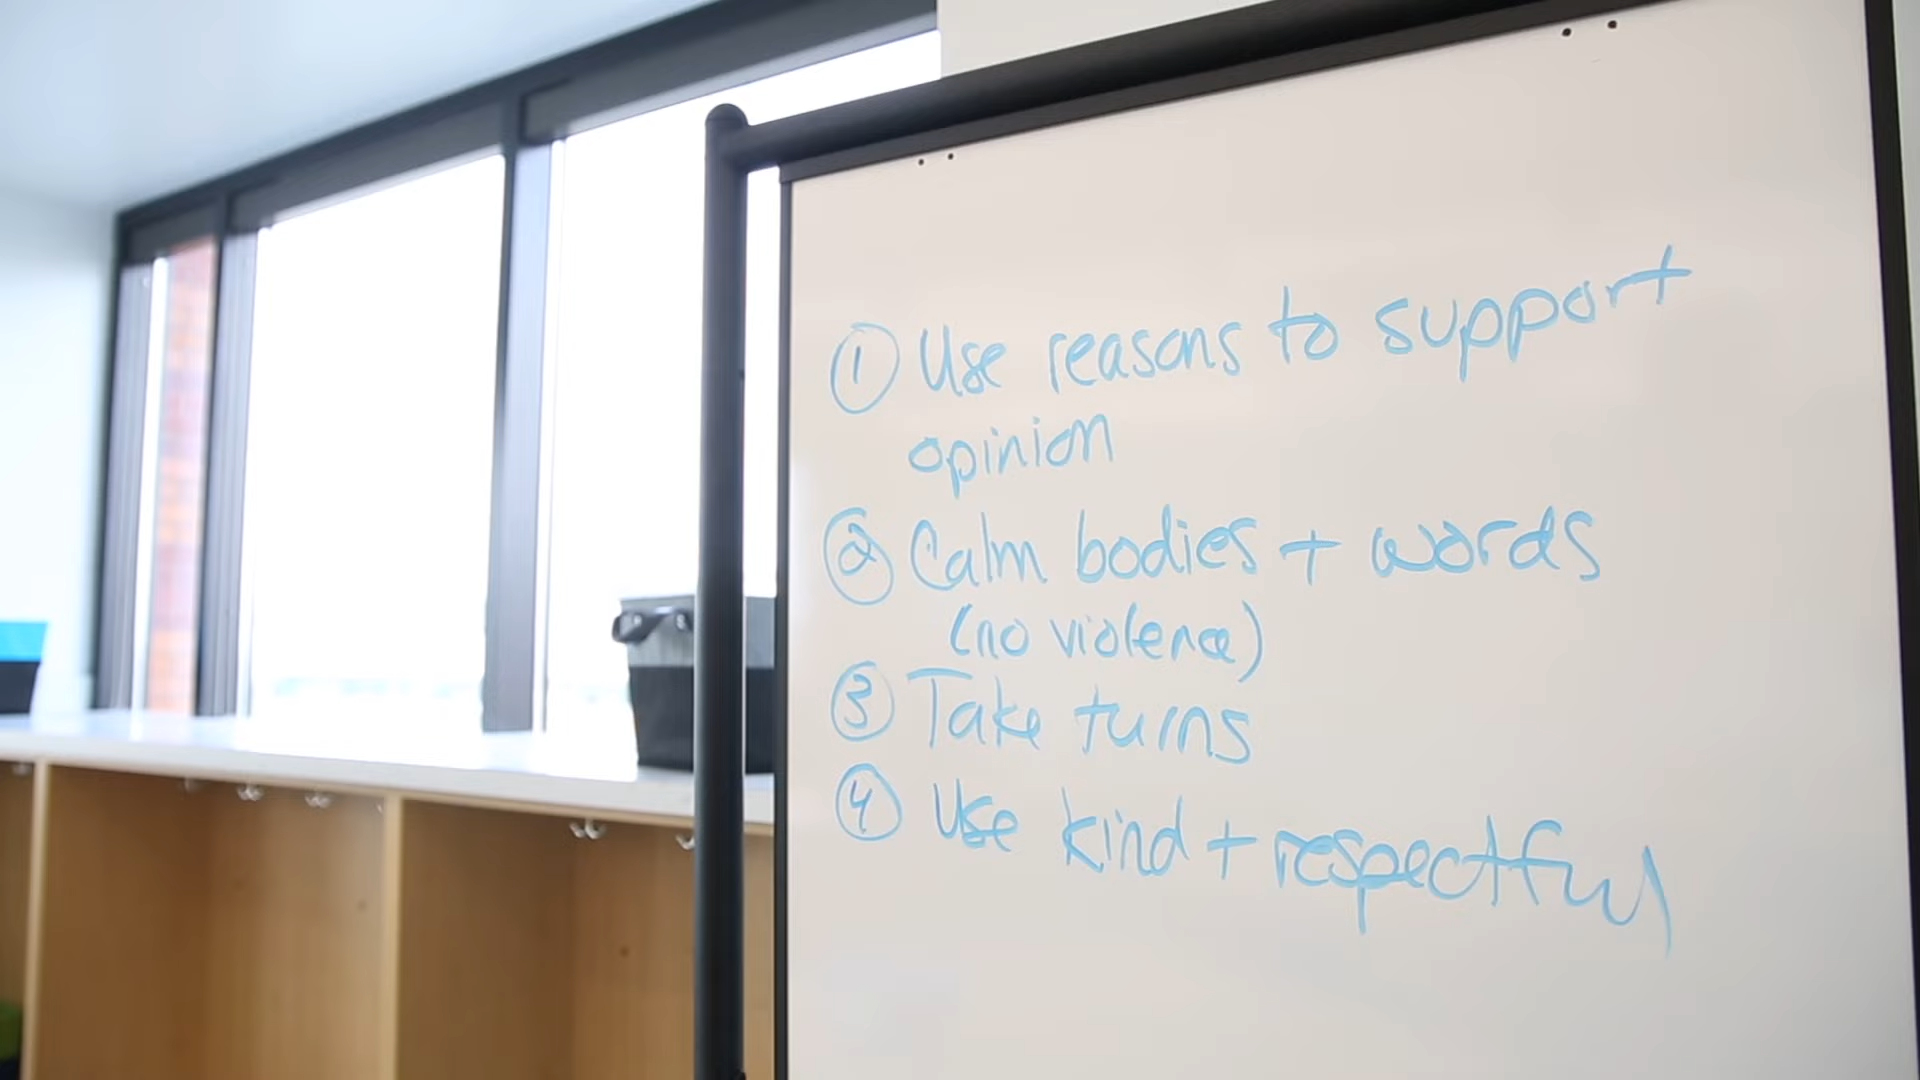 ① Use reasons to support
opinion
② Calm bodies + words
(no violence)
③ Take turns
④ Use kind + respectful